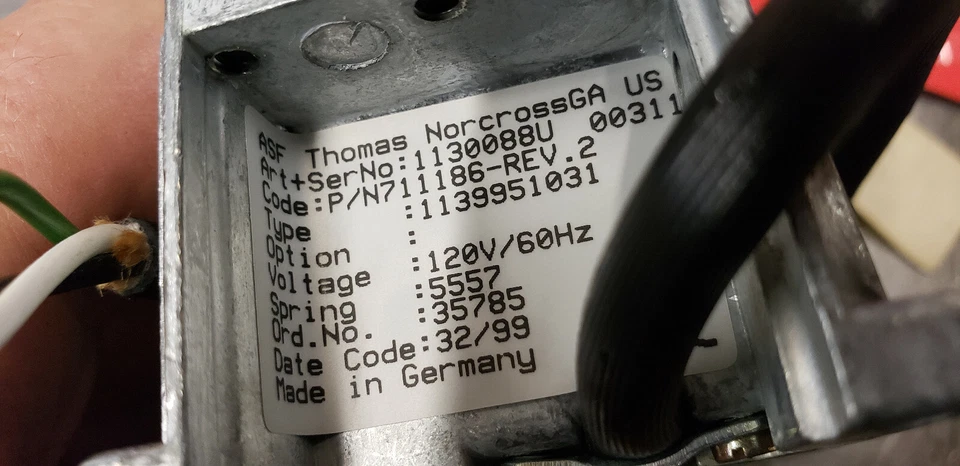 ASF Thomas NorcrossGA US
Art+SerNo:1130088U 00311
Code:P/N711186-REV.2
Type :1139951031
Option :
Voltage :120V/60Hz
Spring :5557
Ord.No. :35785
Date Code:32/99
Made in Germany